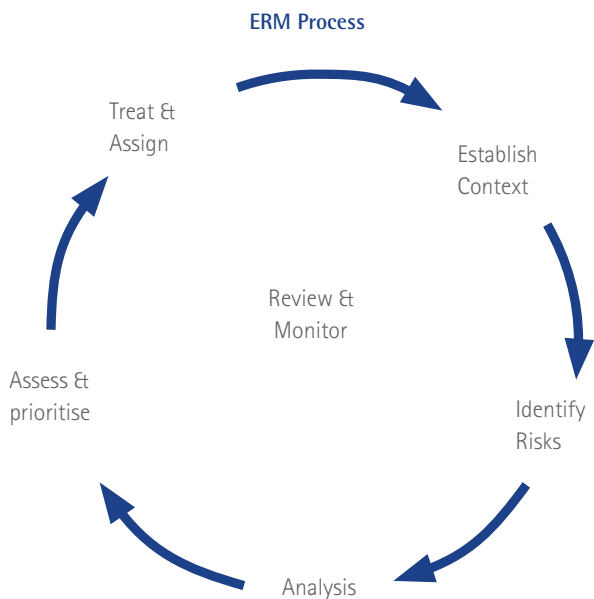 ERM Process
Treat &
Assign
Establish
Context
Review &
Monitor
Assess &
prioritise
Identify
Risks
Analysis